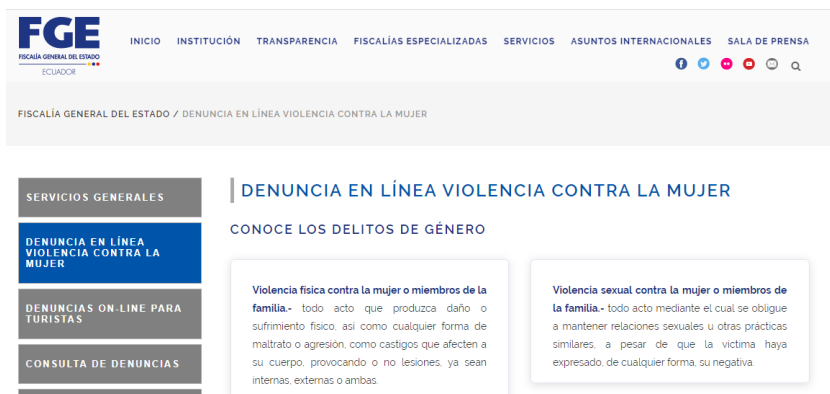 FGE
FISCALÍA GENERAL DEL ESTADO
ECUADOR
INICIO INSTITUCIÓN TRANSPARENCIA FISCALÍAS ESPECIALIZADAS SERVICIOS ASUNTOS INTERNACIONALES SALA DE PRENSA
FISCALÍA GENERAL DEL ESTADO / DENUNCIA EN LÍNEA VIOLENCIA CONTRA LA MUJER
SERVICIOS GENERALES
DENUNCIA EN LÍNEA
VIOLENCIA CONTRA LA
MUJER
DENUNCIAS ON-LINE PARA
TURISTAS
CONSULTA DE DENUNCIAS
DENUNCIA EN LÍNEA VIOLENCIA CONTRA LA MUJER
CONOCE LOS DELITOS DE GÉNERO
Violencia física contra la mujer o miembros de la
familia.- todo acto que produzca daño o
sufrimiento físico, asi como cualquier forma de
maltrato o agresión, como castigos que afecten a
su cuerpo, provocando o no lesiones, ya sean
internas, externas o ambas.
Violencia sexual contra la mujer o miembros de
la familia.- todo acto mediante el cual se obligue
a mantener relaciones sexuales u otras prácticas
similares, a pesar de que la victima haya
expresado, de cualquier forma, su negativa.